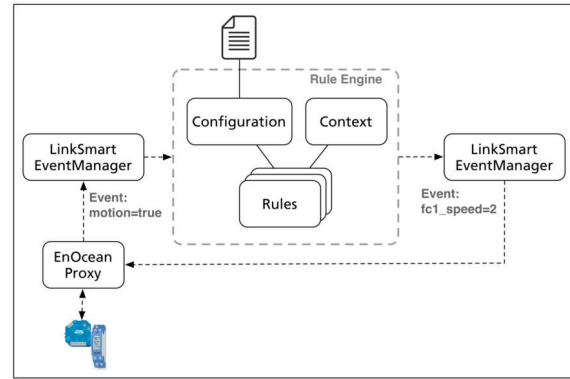 Rule Engine
Configuration
Context
Rules
LinkSmart
EventManager
Event:
motion=true
EnOcean
Proxy
LinkSmart
EventManager
Event:
fc1_speed=2